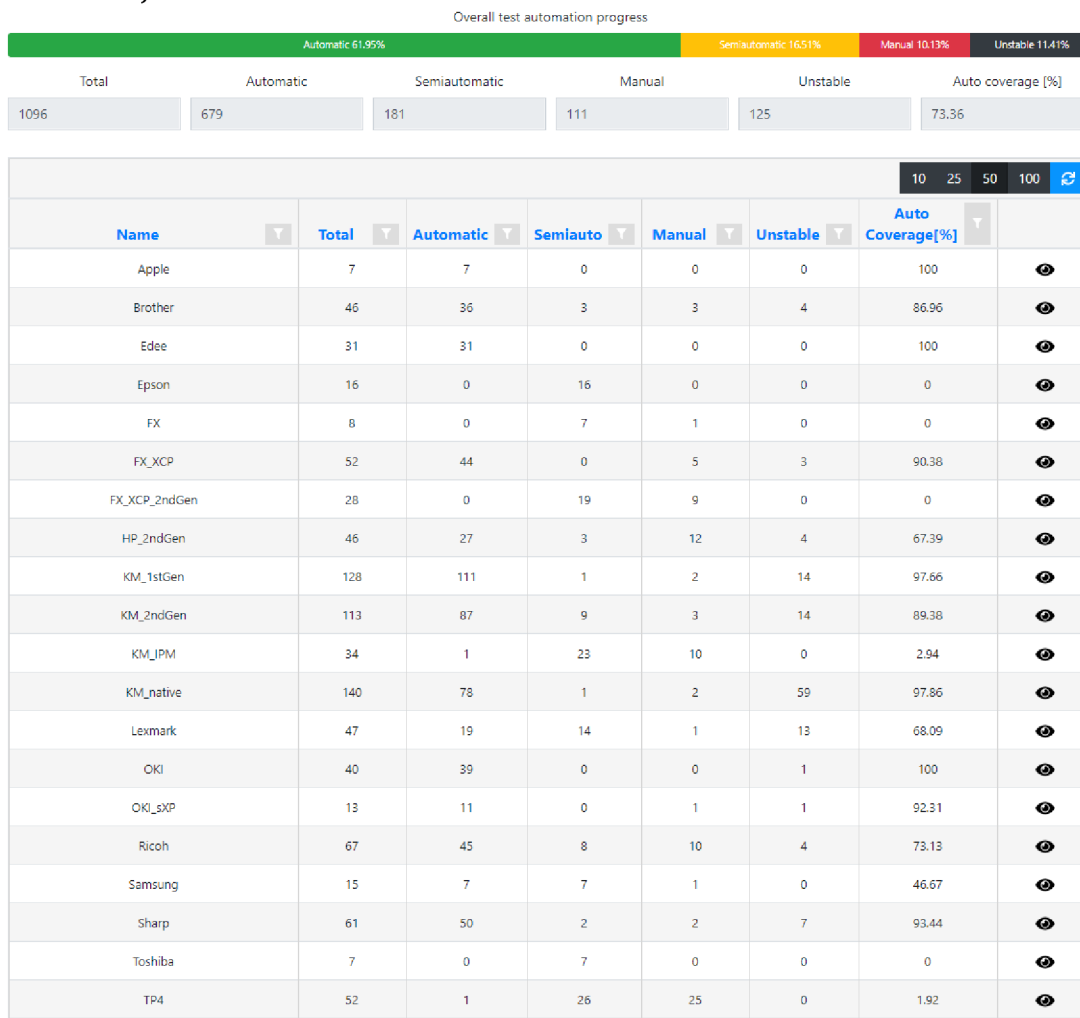 Overall test automation progress
Automatic 61.95% Semiautomatic 16.51% Manual 10.13% Unstable 11.41%
Total Automatic Semiautomatic Manual Unstable Auto coverage [%]
1096 679 181 111 125 73.36
10 25 50 100
Name Total Automatic Semiauto Manual Unstable Auto Coverage[%]
Apple 7 7 0 0 0 100
Brother 46 36 3 3 4 86.96
Edee 31 31 0 0 0 100
Epson 16 0 16 0 0 0
FX 8 0 7 1 0 0
FX_XCP 52 44 0 5 3 90.38
FX_XCP_2ndGen 28 0 19 9 0 0
HP_2ndGen 46 27 3 12 4 67.39
KM_1stGen 128 111 1 2 14 97.66
KM_2ndGen 113 87 9 3 14 89.38
KM_IPM 34 1 23 10 0 2.94
KM_native 140 78 1 2 59 97.86
Lexmark 47 19 14 1 13 68.09
OKI 40 39 0 0 1 100
OKI_sXP 13 11 0 1 1 92.31
Ricoh 67 45 8 10 4 73.13
Samsung 15 7 7 1 0 46.67
Sharp 61 50 2 2 7 93.44
Toshiba 7 0 7 0 0 0
TP4 52 1 26 25 0 1.92